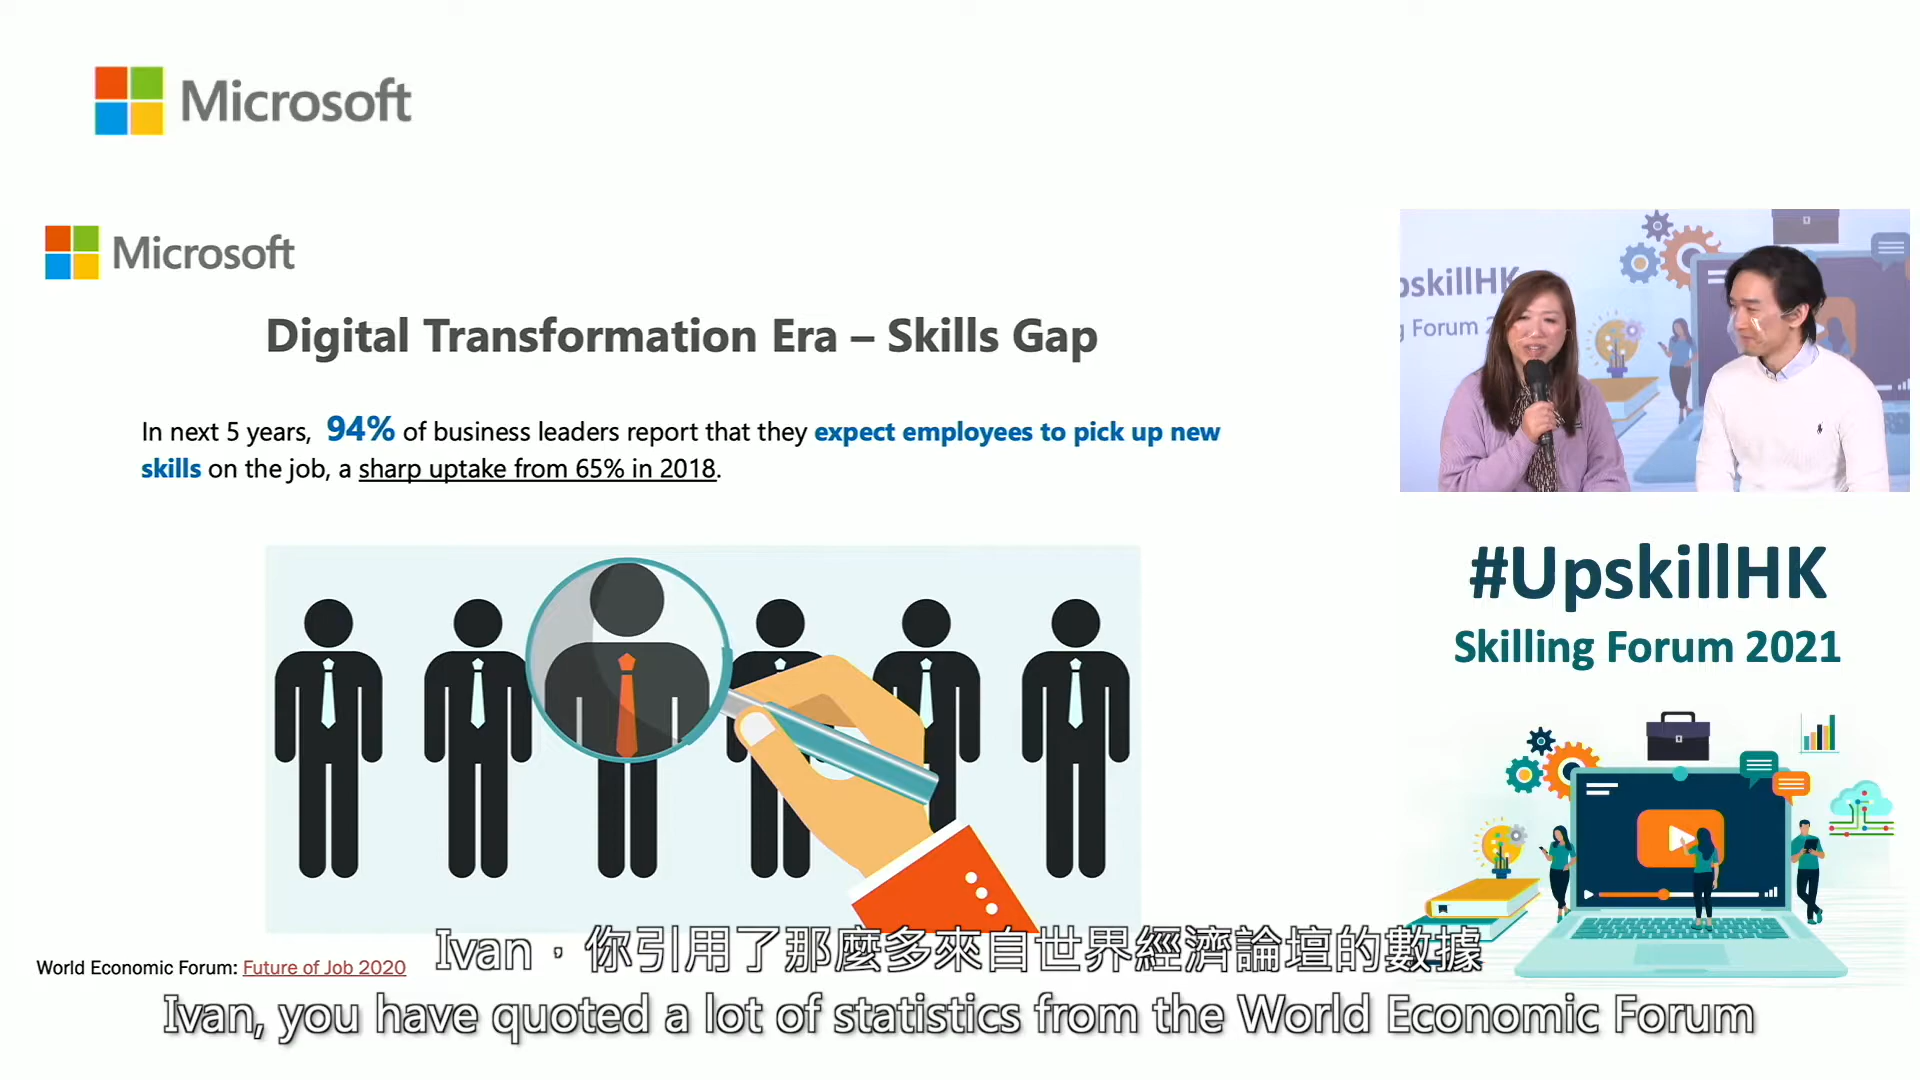 Microsoft
Microsoft
Digital Transformation Era – Skills Gap
In next 5 years, 94% of business leaders report that they expect employees to pick up new
skills on the job, a sharp uptake from 65% in 2018.
pskillHK
g Forum 2
#UpskillHK
Skilling Forum 2021
World Economic Forum: Future of Job 2020
Ivan，你引用了那麼多來自世界經濟論壇的數據
Ivan, you have quoted a lot of statistics from the World Economic Forum